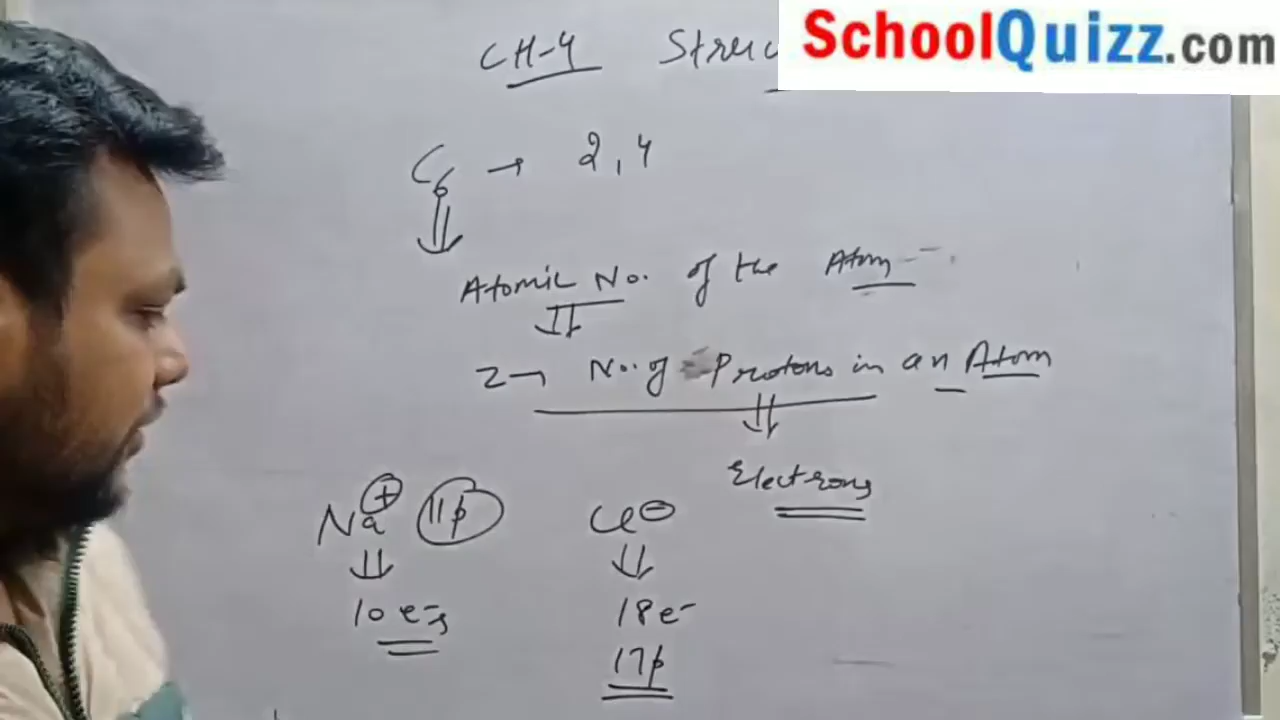 CH-4
SchoolQuizz.com
C6 → 2,4
Atomic No. of the Atom
Z → No. of Protons in an Atom
Electrons
Na+ 11p Cl-
10 e-s 18e-
17p